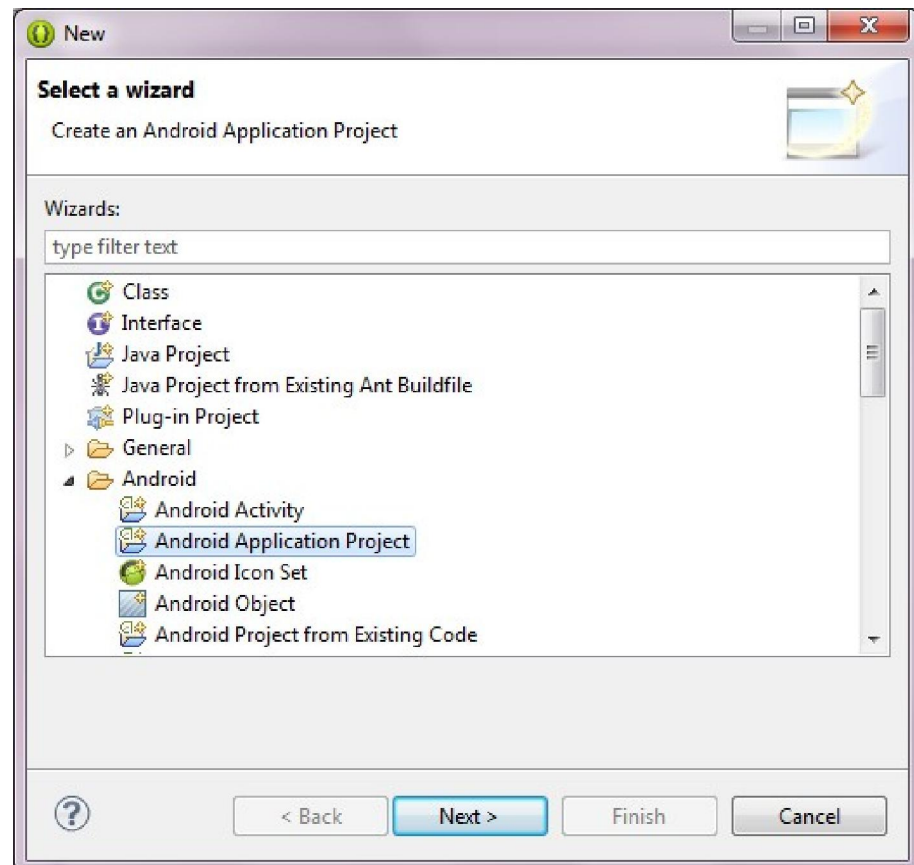 New
Select a wizard
Create an Android Application Project
Wizards:
type filter text
Class
Interface
Java Project
Java Project from Existing Ant Buildfile
Plug-in Project
General
Android
Android Activity
Android Application Project
Android Icon Set
Android Object
Android Project from Existing Code
< Back
Next >
Finish
Cancel